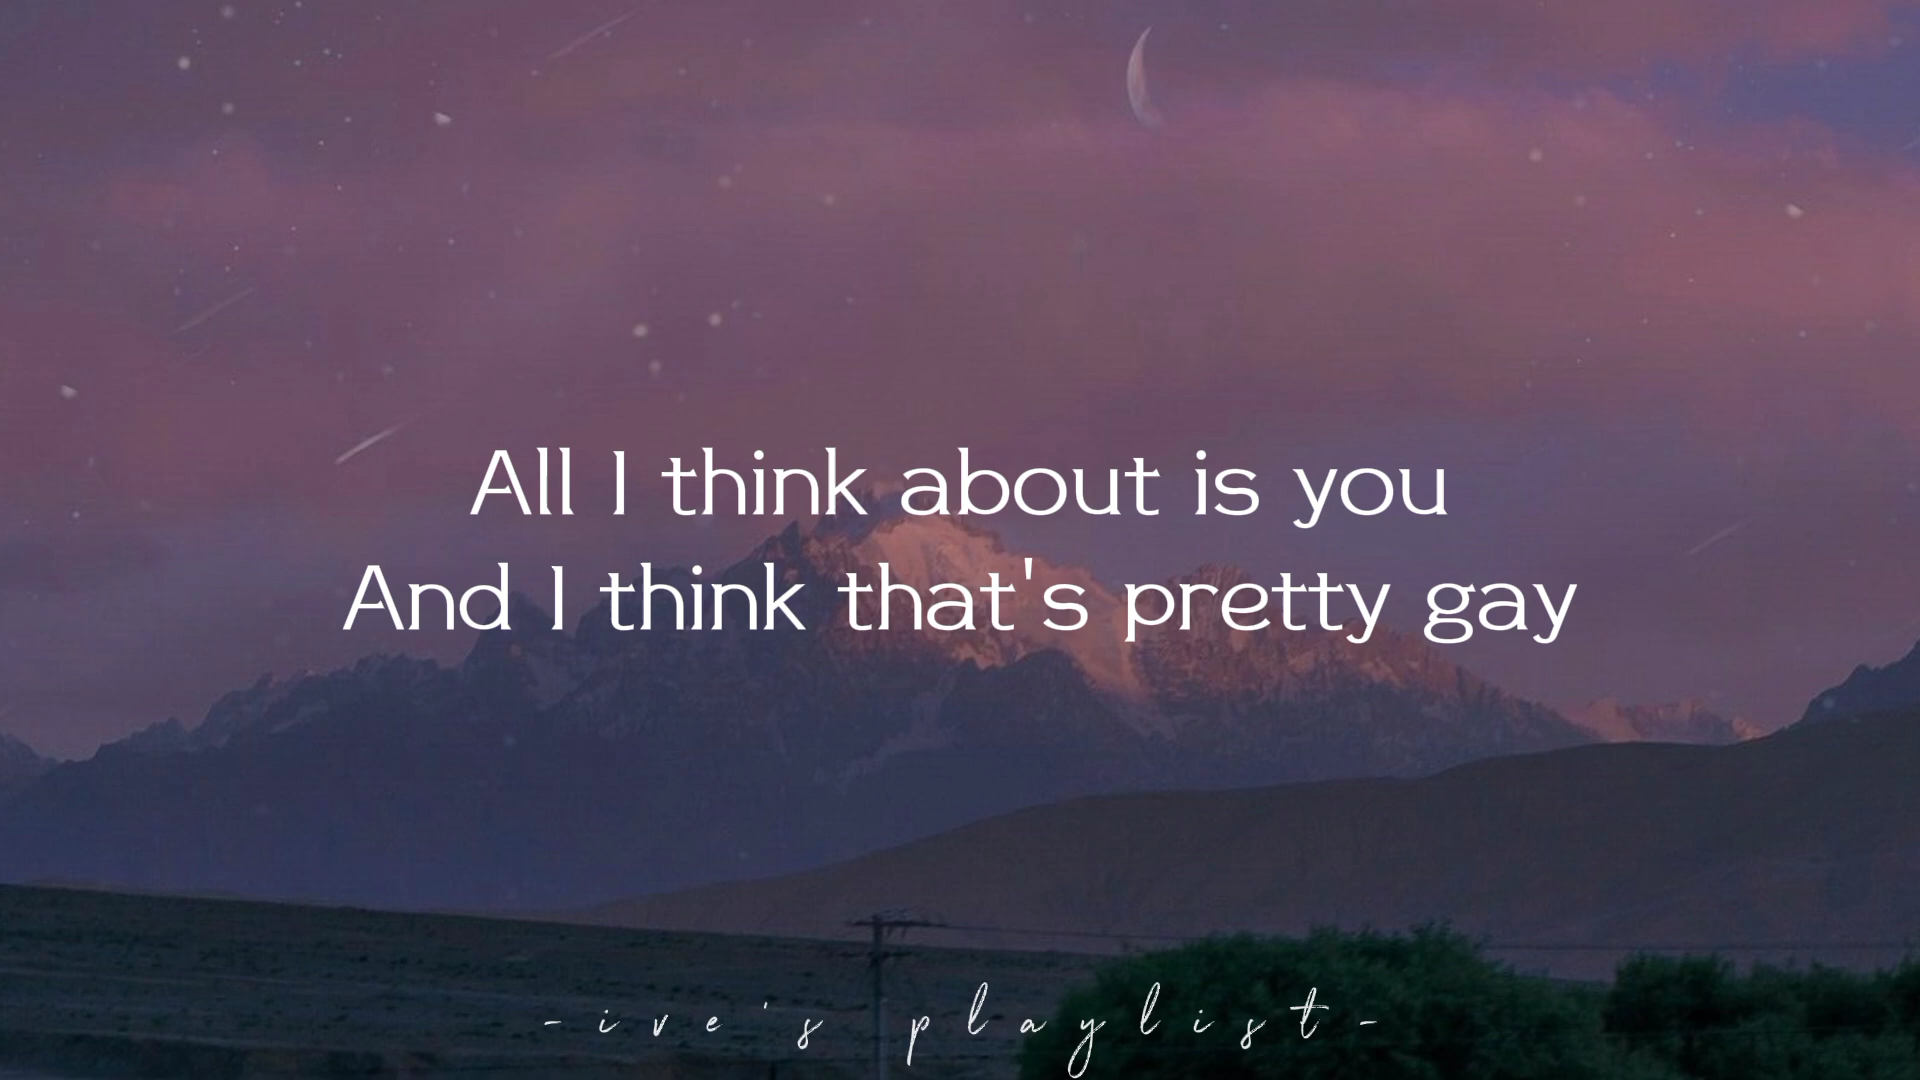 All I think about is you
And I think that's pretty gay
-ive's playlist-